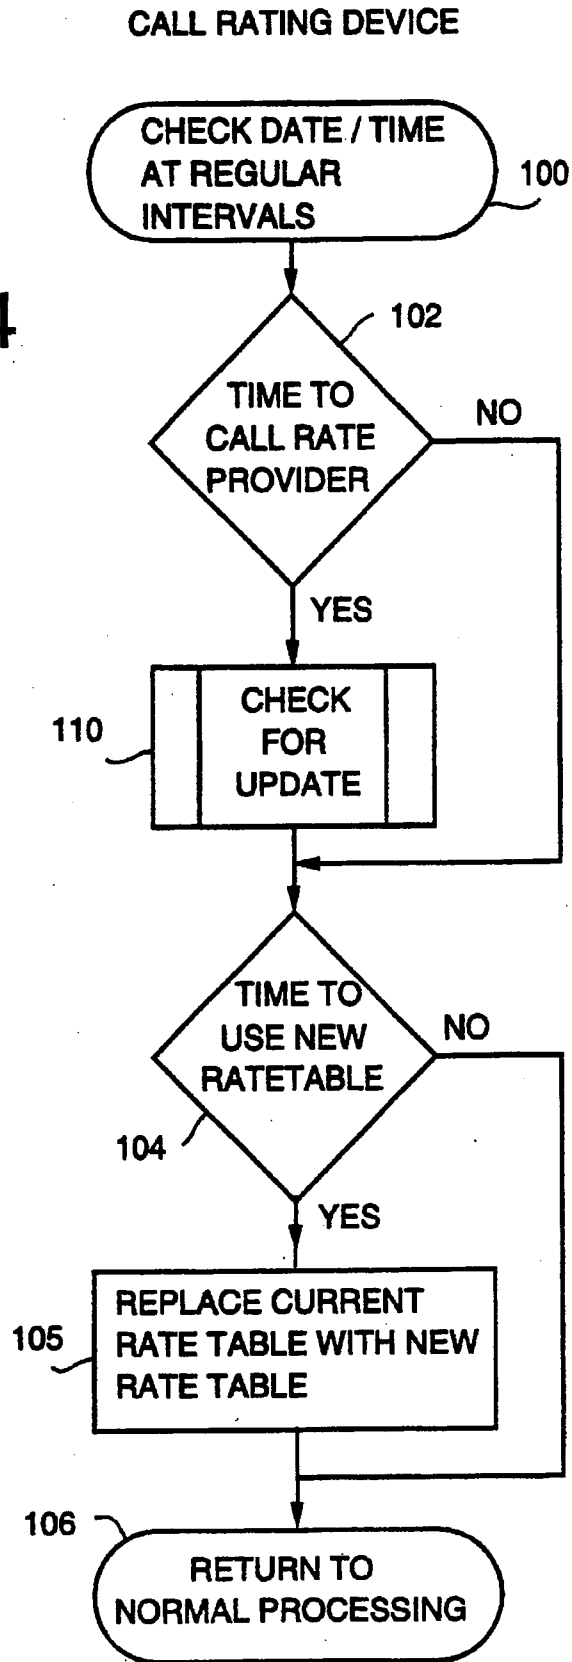 CALL RATING DEVICE
CHECK DATE / TIME
AT REGULAR
INTERVALS
100
4
102
TIME TO
CALL RATE
PROVIDER
NO
YES
110
CHECK
FOR
UPDATE
TIME TO
USE NEW
RATETABLE
NO
104
YES
105
REPLACE CURRENT
RATE TABLE WITH NEW
RATE TABLE
106
RETURN TO
NORMAL PROCESSING